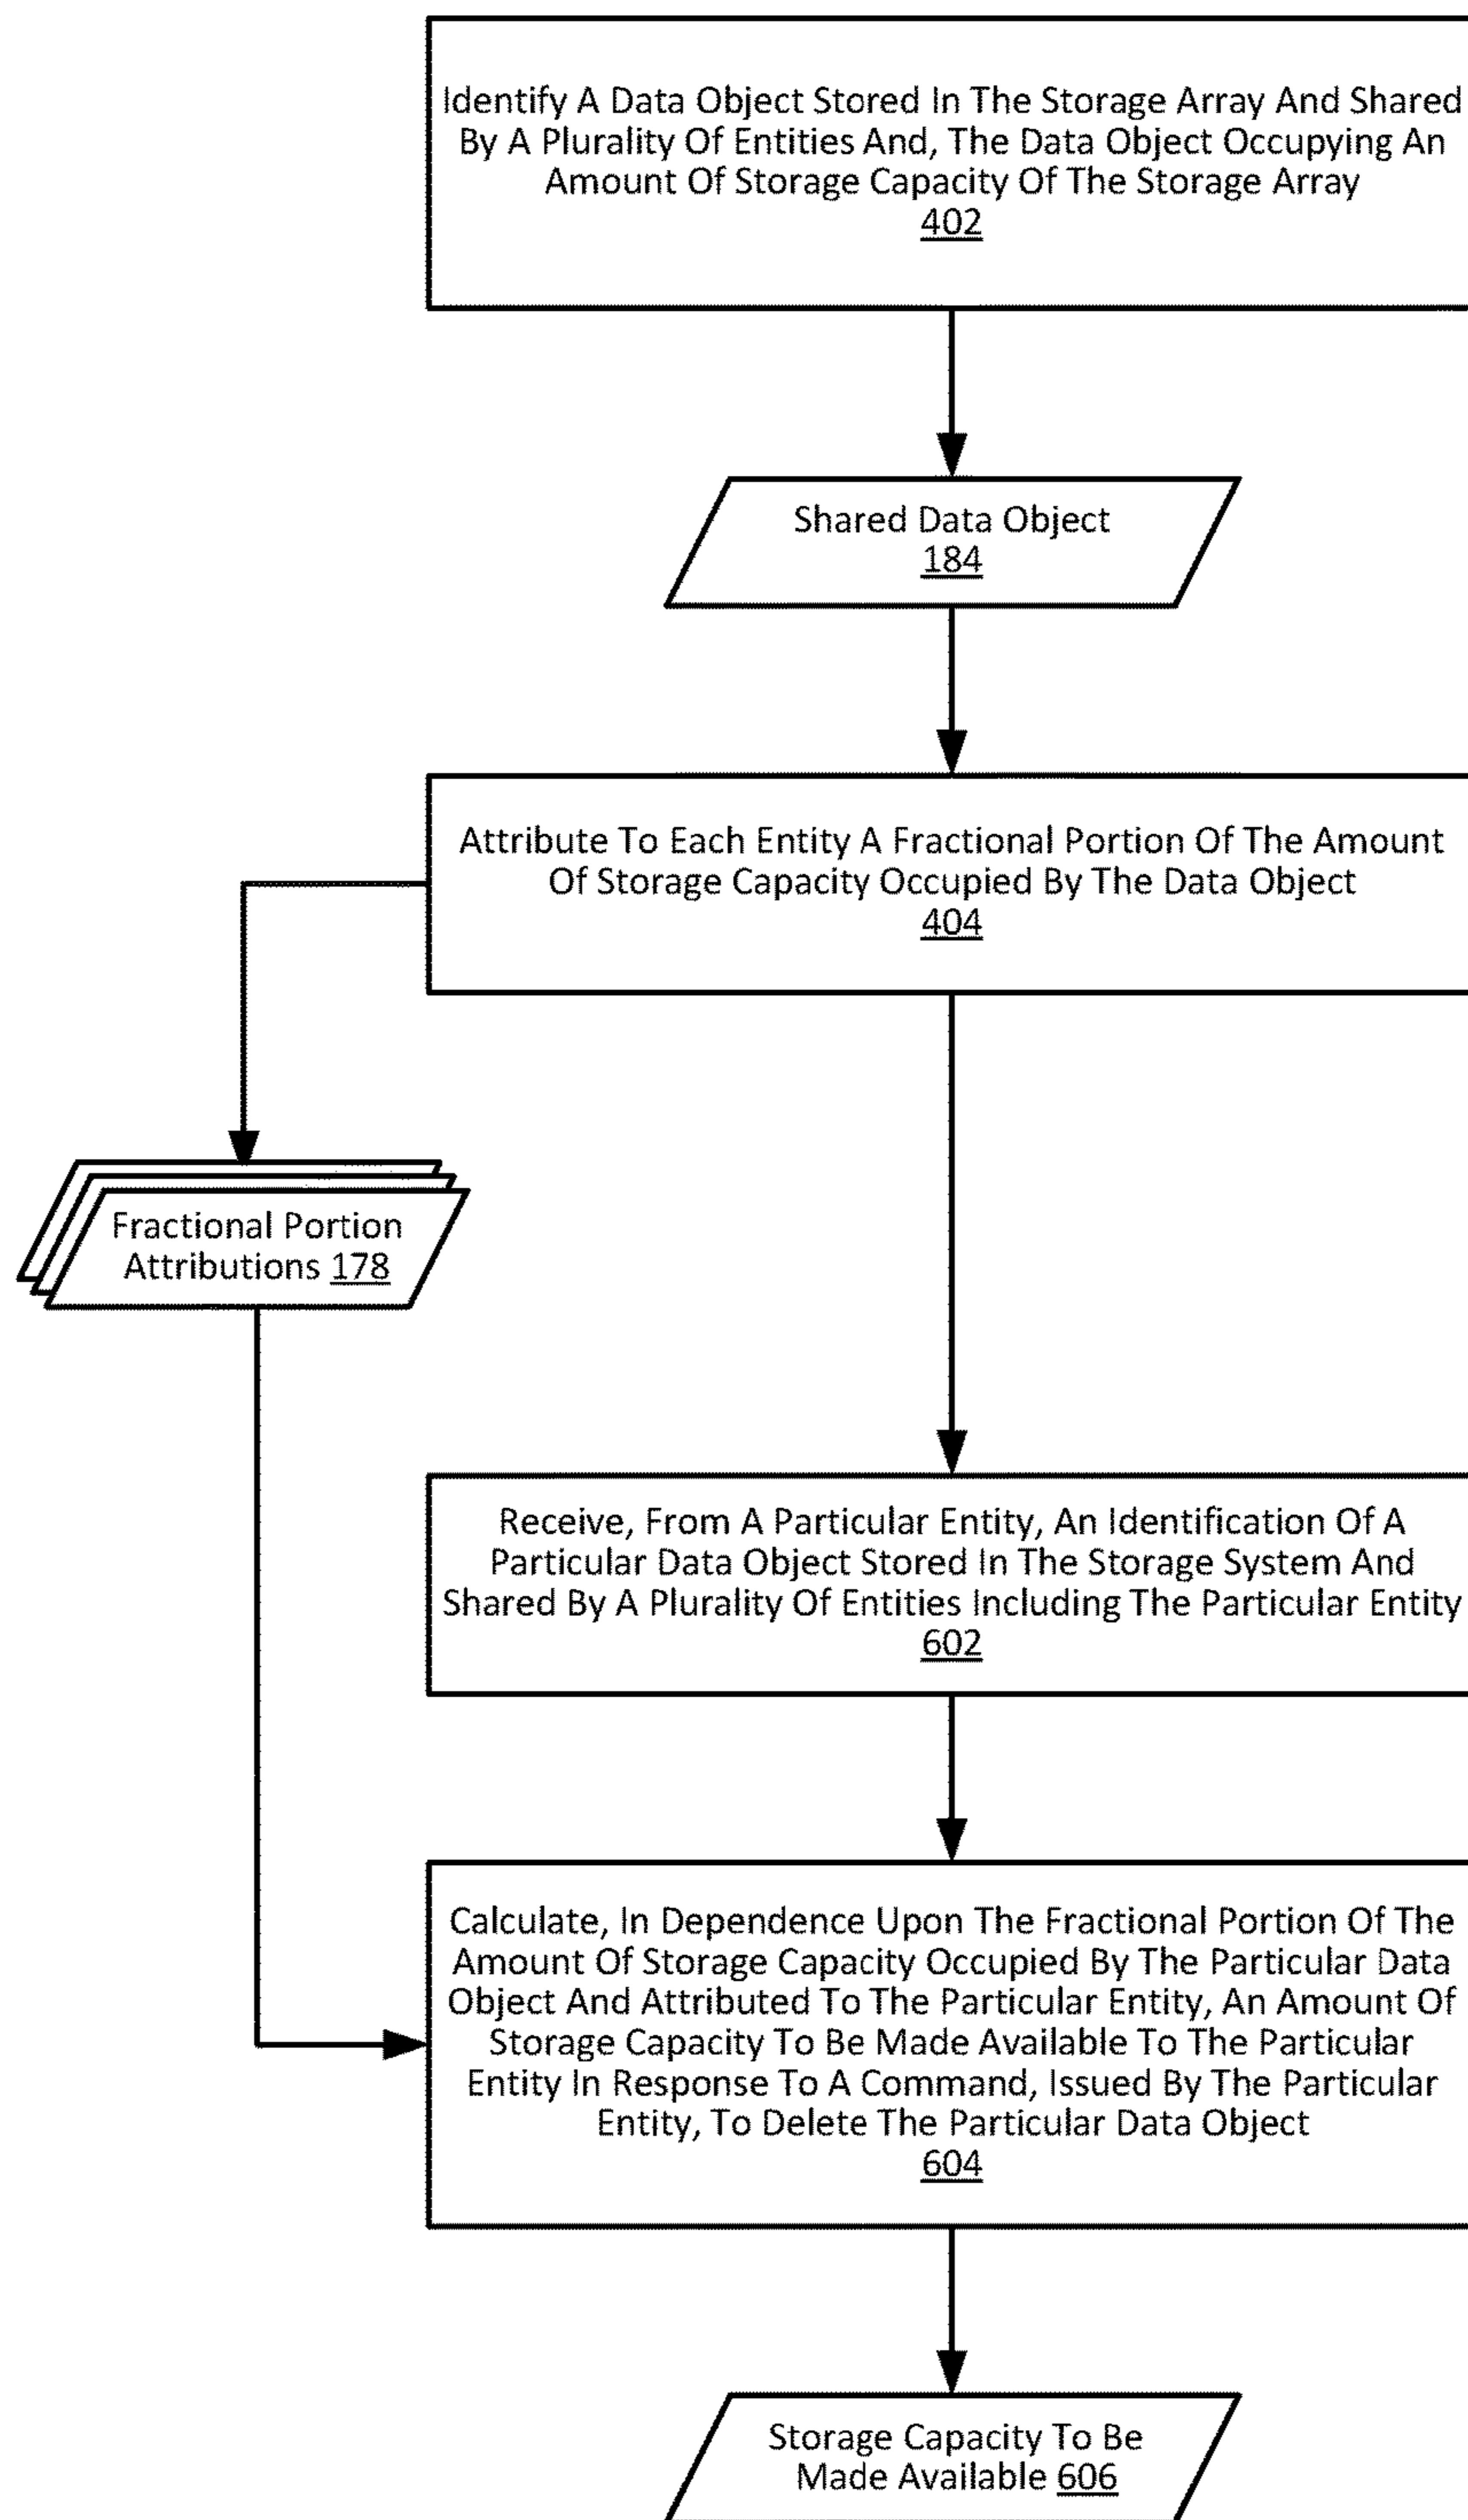 Identify A Data Object Stored In The Storage Array And Shared
By A Plurality Of Entities And, The Data Object Occupying An
Amount Of Storage Capacity Of The Storage Array
402
Shared Data Object
184
Attribute To Each Entity A Fractional Portion Of The Amount
Of Storage Capacity Occupied By The Data Object
404
Fractional Portion
Attributions 178
Receive, From A Particular Entity, An Identification Of A
Particular Data Object Stored In The Storage System And
Shared By A Plurality Of Entities Including The Particular Entity
602
Calculate, In Dependence Upon The Fractional Portion Of The
Amount Of Storage Capacity Occupied By The Particular Data
Object And Attributed To The Particular Entity, An Amount Of
Storage Capacity To Be Made Available To The Particular
Entity In Response To A Command, Issued By The Particular
Entity, To Delete The Particular Data Object
604
Storage Capacity To Be
Made Available 606